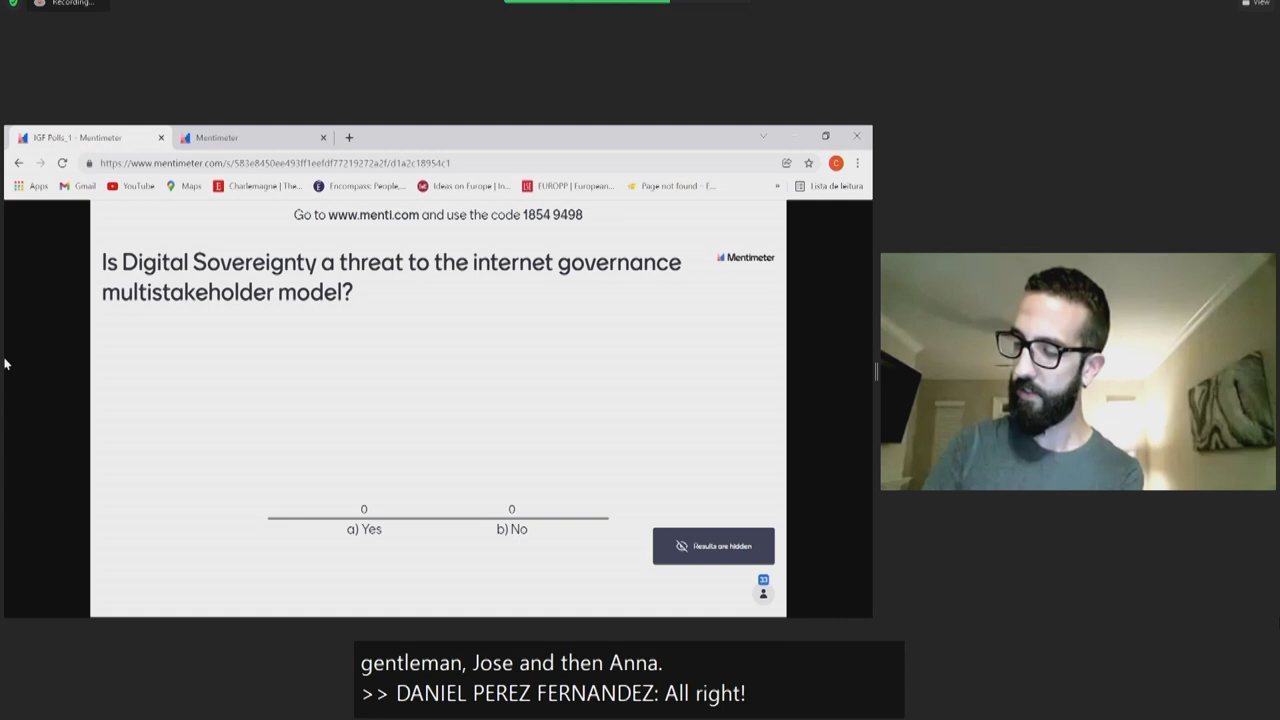 Recording...
View
IGF Polls_1 - Mentimeter
Mentimeter
https://www.mentimeter.com/s/583e8450ee493ff1eefdf77219272a2f/d1a2c18954c1
C
Apps
Gmail
YouTube
Maps
Charlemagne | The...
Encompass: People,...
Ideas on Europe | In...
EUROPP | European...
Page not found – E...
»
Lista de leitura
Go to www.menti.com and use the code 1854 9498
Is Digital Sovereignty a threat to the internet governance
multistakeholder model?
Mentimeter
0
0
a) Yes
b) No
Results are hidden
33
gentleman, Jose and then Anna.
>> DANIEL PEREZ FERNANDEZ: All right!